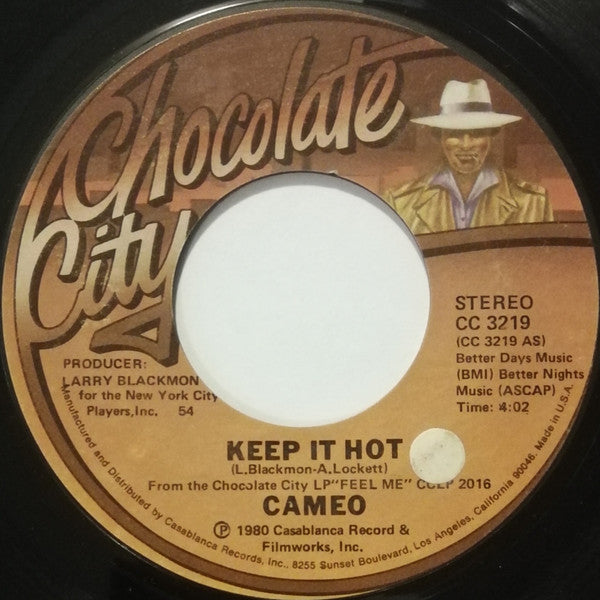 Chocolate
City
STEREO
CC 3219
(CC 3219 AS)
Better Days Music
(BMI) Better Nights
Music (ASCAP)
Time: 4:02
PRODUCER:
LARRY BLACKMON
for the New York City
Players,Inc. 54
KEEP IT HOT
(L.Blackmon-A.Lockett)
From the Chocolate City LP"FEEL ME" CCLP 2016
CAMEO
℗ 1980 Casablanca Record &
Filmworks, Inc.
Manufactured and Distributed by Casablanca Records, Inc., 8255 Sunset Boulevard, Los Angeles, California 90046. Made in U.S.A.